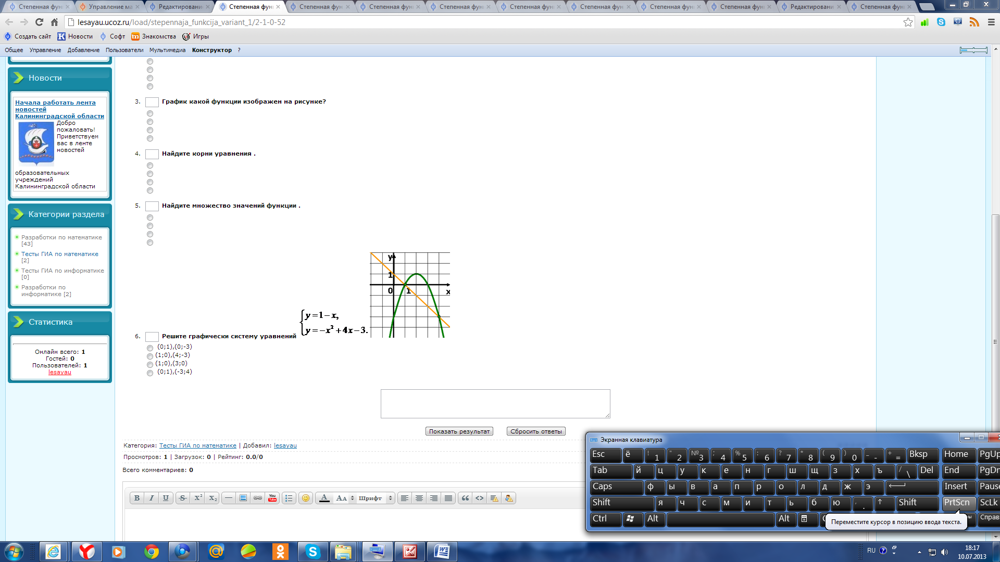 Степенная фун
Управление ма
Редактировани
Степенная фун
Степенная фун
Степенная фун
Степенная фун
Степенная фун
Степенная фун
Степенная фун
Степенная фун
Редактировани
Степенная фун
lesayau.ucoz.ru/load/stepennaja_funkcija_variant_1/2-1-0-52
Создать сайт Новости Софт Знакомства Игры
Общее Управление Добавление Пользователи Мультимедиа Конструктор ?
Новости
Начала работать лента
новостей
Калининградской области
Добро
пожаловать!
Приветствуем
вас в ленте
новостей
образовательных
учреждений
Калининградской области
Категории раздела
Разработки по математике
[43]
Тесты ГИА по математике
[2]
Тесты ГИА по информатике
[0]
Разработки по
информатике [2]
Статистика
Онлайн всего: 1
Гостей: 0
Пользователей: 1
lesayau
3. График какой функции изображен на рисунке?
4. Найдите корни уравнения .
5. Найдите множество значений функции .
y
1
0 1 x
y=1-x,
y=-x²+4x-3.
6. Решите графически систему уравнений
(0;1),(0;-3)
(1;0),(4;-3)
(1;0),(3;0)
(0;1),(-3;4)
Показать результат Сбросить ответы
Категория: Тесты ГИА по математике | Добавил: lesayau
Просмотров: 1 | Загрузок: 0 | Рейтинг: 0.0/0
Всего комментариев: 0
B I U S X² X₂ You Tube A AA Шрифт
Экранная клавиатура
Esc ё ! 1 " 2 № 3 ; 4 % 5 : 6 ? 7 * 8 ( 9 ) 0 _ - + = Bksp Home PgUp
Tab й ц у к е н г ш щ з х ъ / \ Del End PgDn
Caps ф ы в а п р о л д ж э Insert Pause
Shift я ч с м и т ь б ю , . Shift PrtScn ScLk
Ctrl Alt Alt Справ
Переместите курсор в позицию ввода текста.
RU
18:17
10.07.2013